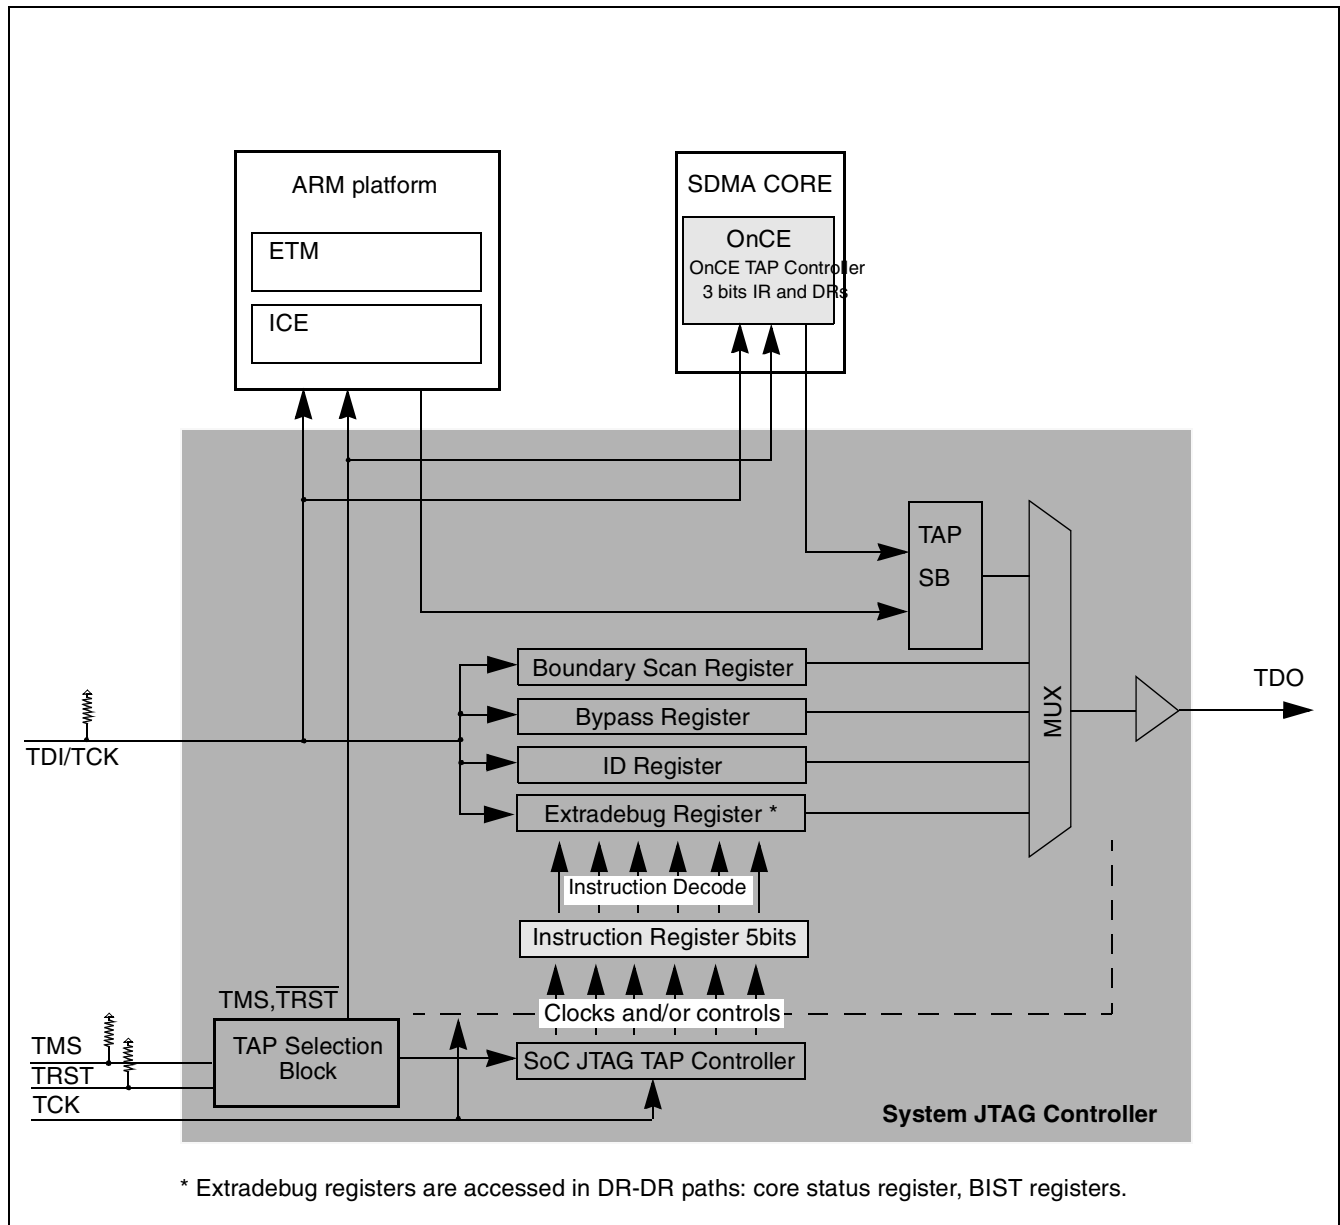 ARM platform
ETM
ICE
SDMA CORE
OnCE
OnCE TAP Controller
3 bits IR and DRs
TAP
SB
MUX
TDO
Boundary Scan Register
Bypass Register
ID Register
Extradebug Register *
TDI/TCK
Instruction Decode
Instruction Register 5bits
Clocks and/or controls
TMS,TRST
TAP Selection
Block
SoC JTAG TAP Controller
TMS
TRST
TCK
System JTAG Controller
* Extradebug registers are accessed in DR-DR paths: core status register, BIST registers.